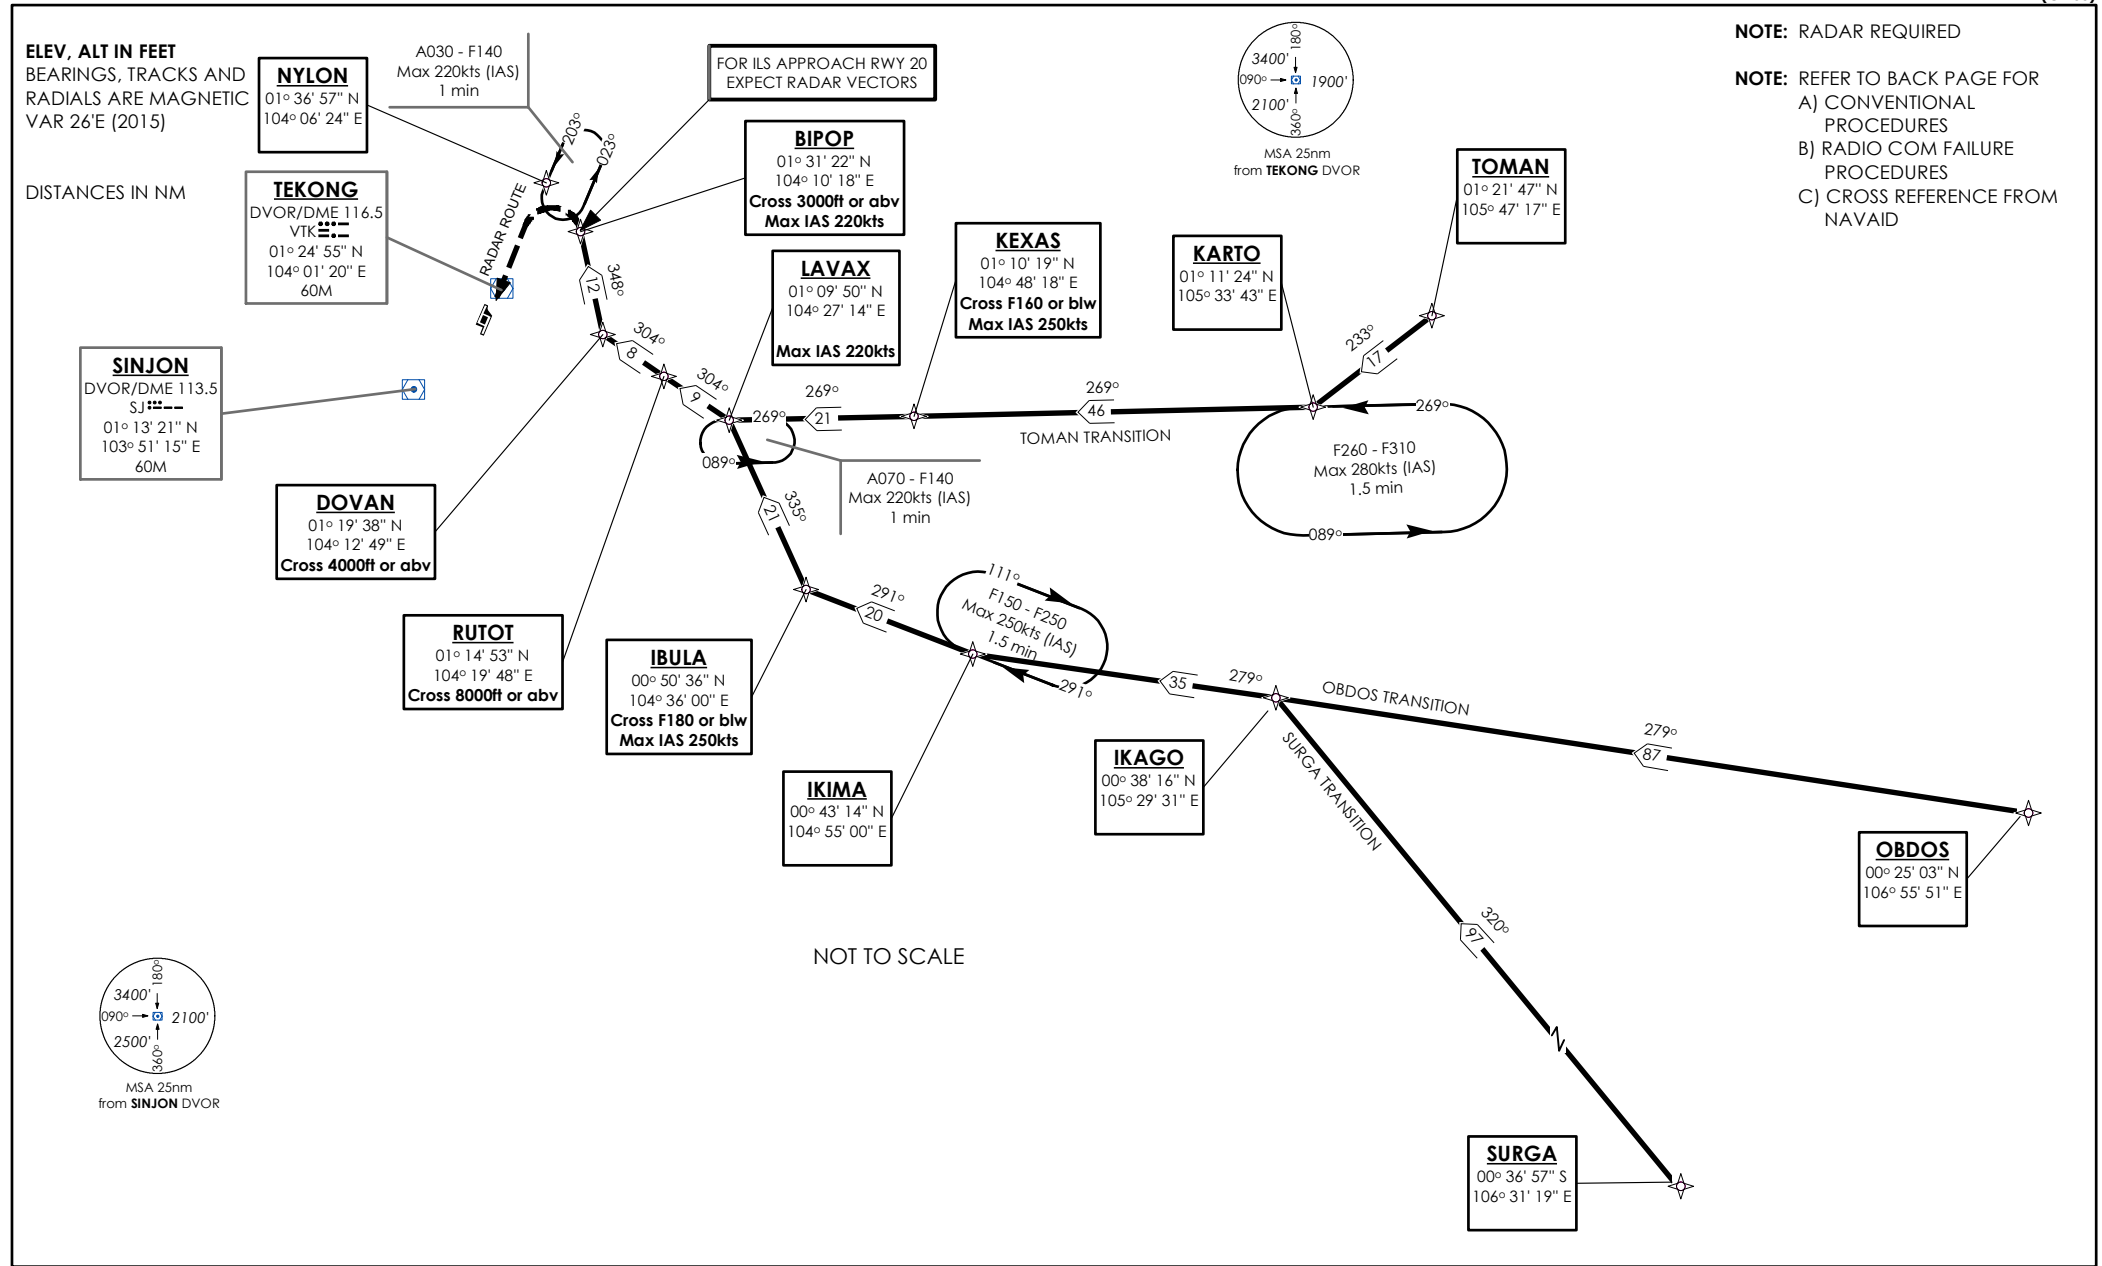 ELEV, ALT IN FEET
BEARINGS, TRACKS AND
RADIALS ARE MAGNETIC
VAR 26'E (2015)
DISTANCES IN NM
NYLON
01° 36' 57" N
104° 06' 24" E
A030 - F140
Max 220kts (IAS)
1 min
FOR ILS APPROACH RWY 20
EXPECT RADAR VECTORS
3400'
180°
090°
1900'
2100'
360°
MSA 25nm
from TEKONG DVOR
NOTE: RADAR REQUIRED
NOTE: REFER TO BACK PAGE FOR
A) CONVENTIONAL
PROCEDURES
B) RADIO COM FAILURE
PROCEDURES
C) CROSS REFERENCE FROM
NAVAID
TEKONG
DVOR/DME 116.5
VTK
01° 24' 55" N
104° 01' 20" E
60M
203°
023°
RADAR ROUTE
BIPOP
01° 31' 22" N
104° 10' 18" E
Cross 3000ft or abv
Max IAS 220kts
LAVAX
01° 09' 50" N
104° 27' 14" E
Max IAS 220kts
KEXAS
01° 10' 19" N
104° 48' 18" E
Cross F160 or blw
Max IAS 250kts
KARTO
01° 11' 24" N
105° 33' 43" E
TOMAN
01° 21' 47" N
105° 47' 17" E
12
348°
304°
8
304°
9
269°
21
269°
46
TOMAN TRANSITION
233°
17
SINJON
DVOR/DME 113.5
SJ
01° 13' 21" N
103° 51' 15" E
60M
269°
089°
A070 - F140
Max 220kts (IAS)
1 min
269°
F260 - F310
Max 280kts (IAS)
1.5 min
089°
DOVAN
01° 19' 38" N
104° 12' 49" E
Cross 4000ft or abv
335°
21
RUTOT
01° 14' 53" N
104° 19' 48" E
Cross 8000ft or abv
IBULA
00° 50' 36" N
104° 36' 00" E
Cross F180 or blw
Max IAS 250kts
291°
20
111°
F150 - F250
Max 250kts (IAS)
1.5 min
291°
35
279°
OBDOS TRANSITION
279°
87
SURGA TRANSITION
IKIMA
00° 43' 14" N
104° 55' 00" E
IKAGO
00° 38' 16" N
105° 29' 31" E
OBDOS
00° 25' 03" N
106° 55' 51" E
320°
97
NOT TO SCALE
3400'
180°
090°
2100'
2500'
360°
MSA 25nm
from SINJON DVOR
SURGA
00° 36' 57" S
106° 31' 19" E